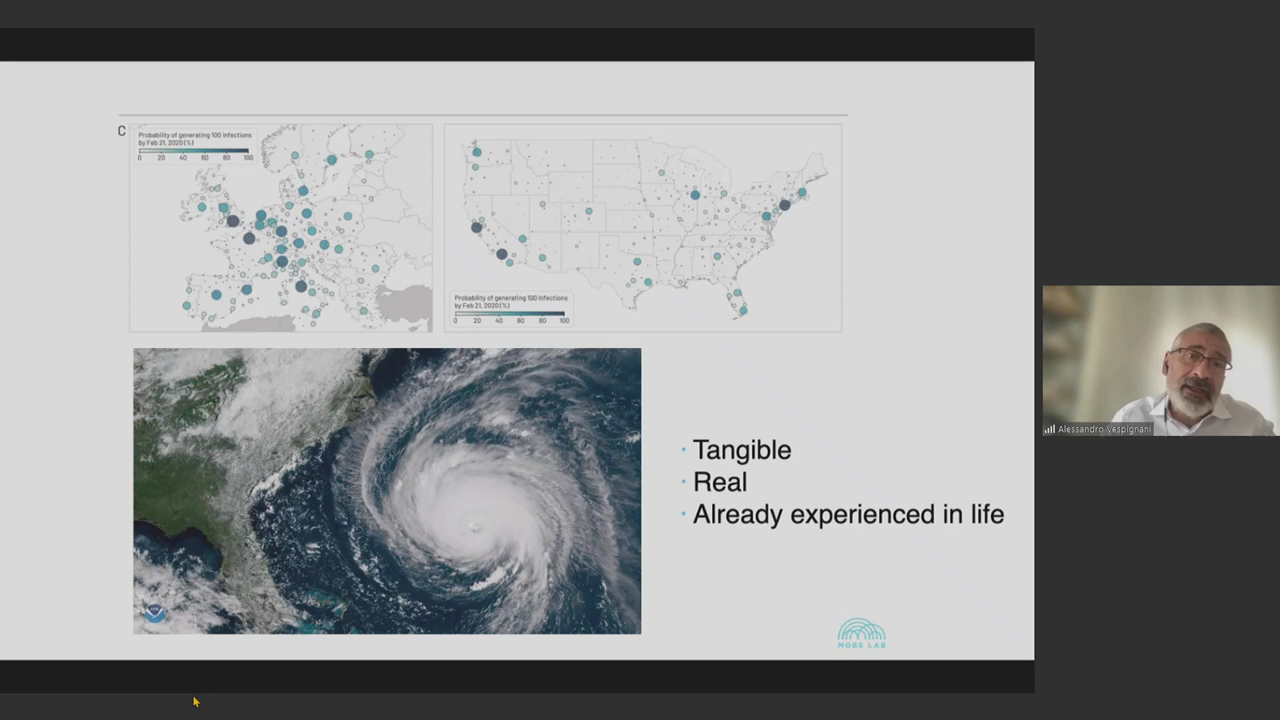 C
Probability of generating 100 infections
by Feb 21, 2020 (%)
0 20 40 60 80 100
Probability of generating 100 infections
by Feb 21, 2020 (%)
0 20 40 60 80 100
· Tangible
· Real
· Already experienced in life
MOBS LAB
Alessandro Vespignani